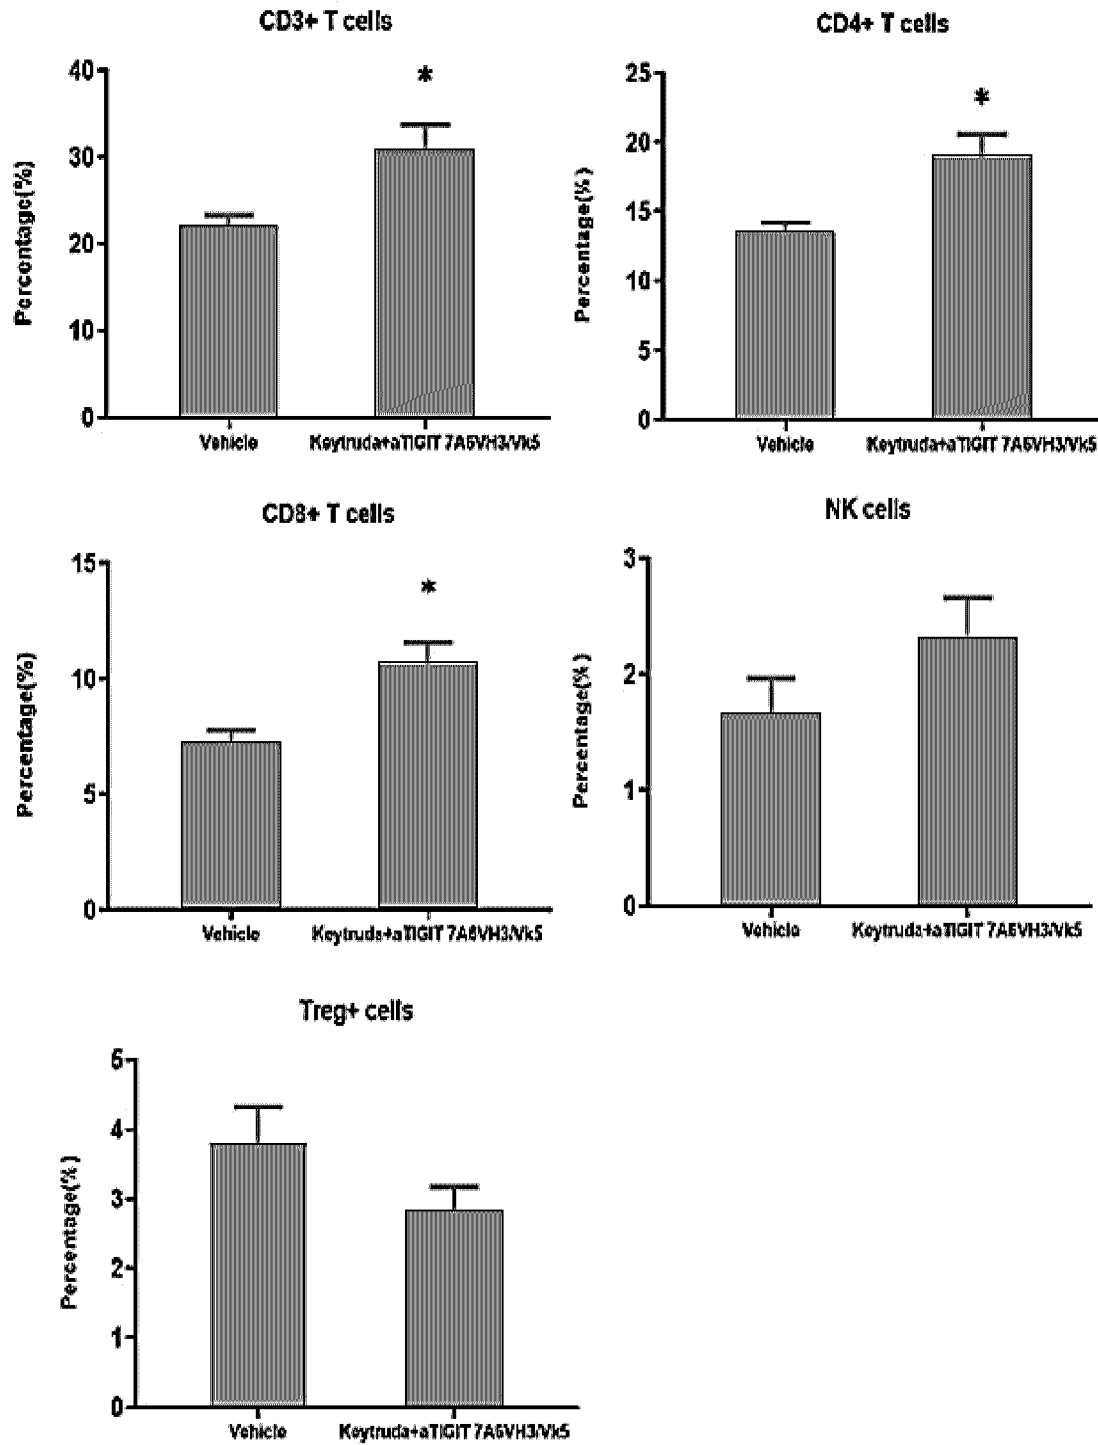 CD3+ T cells
40
30
20
10
0
Percentage(%)
*
Vehicle
Keytruda+aTIGIT 7A6VH3/Vk5
CD4+ T cells
25
20
15
10
5
0
Percentage(%)
*
Vehicle
Keytruda+aTIGIT 7A6VH3/Vk5
CD8+ T cells
15
10
5
0
Percentage(%)
*
Vehicle
Keytruda+aTIGIT 7A6VH3/Vk5
NK cells
3
2
1
0
Percentage(%)
Vehicle
Keytruda+aTIGIT 7A6VH3/Vk5
Treg+ cells
5
4
3
2
1
0
Percentage(%)
Vehicle
Keytruda+aTIGIT 7A6VH3/Vk5